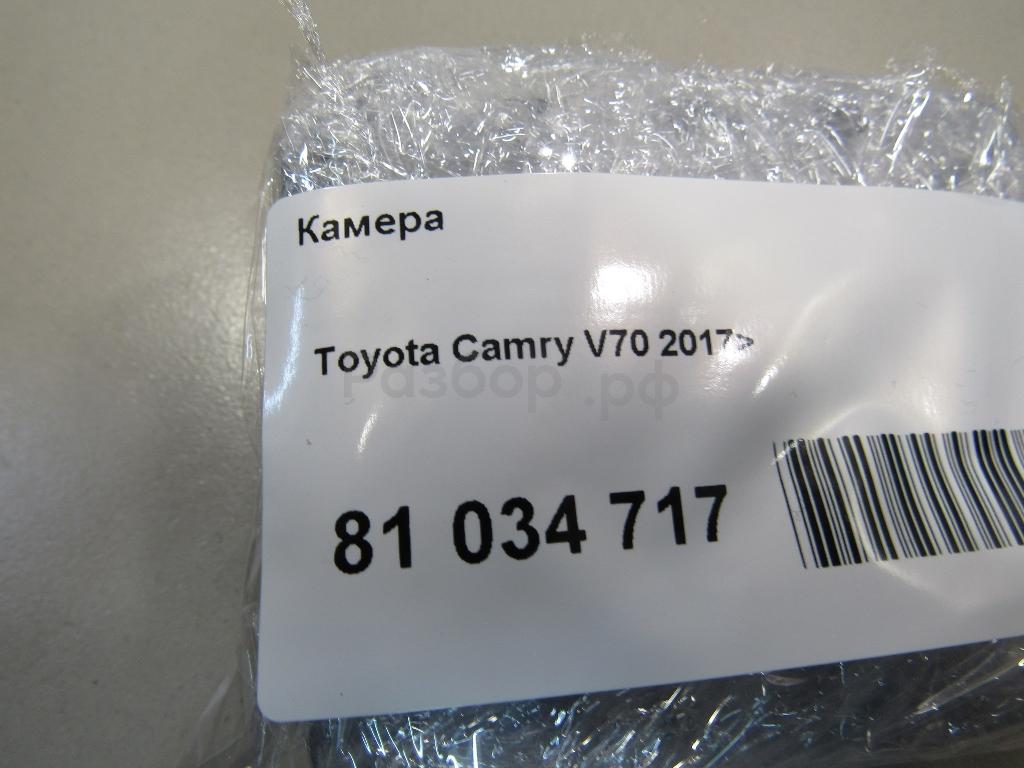 Камера
Toyota Camry V70 2017>
Разбор.рф
81 034 717